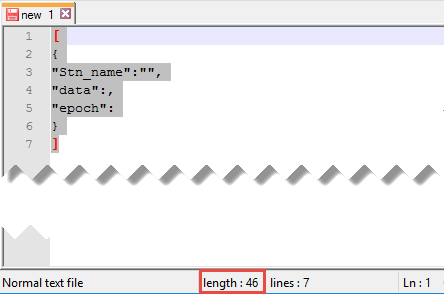 new 1
1 [
2 {
3 "Stn_name":"",
4 "data":,
5 "epoch":
6 }
7 ]
Normal text file length : 46 lines : 7 Ln : 1